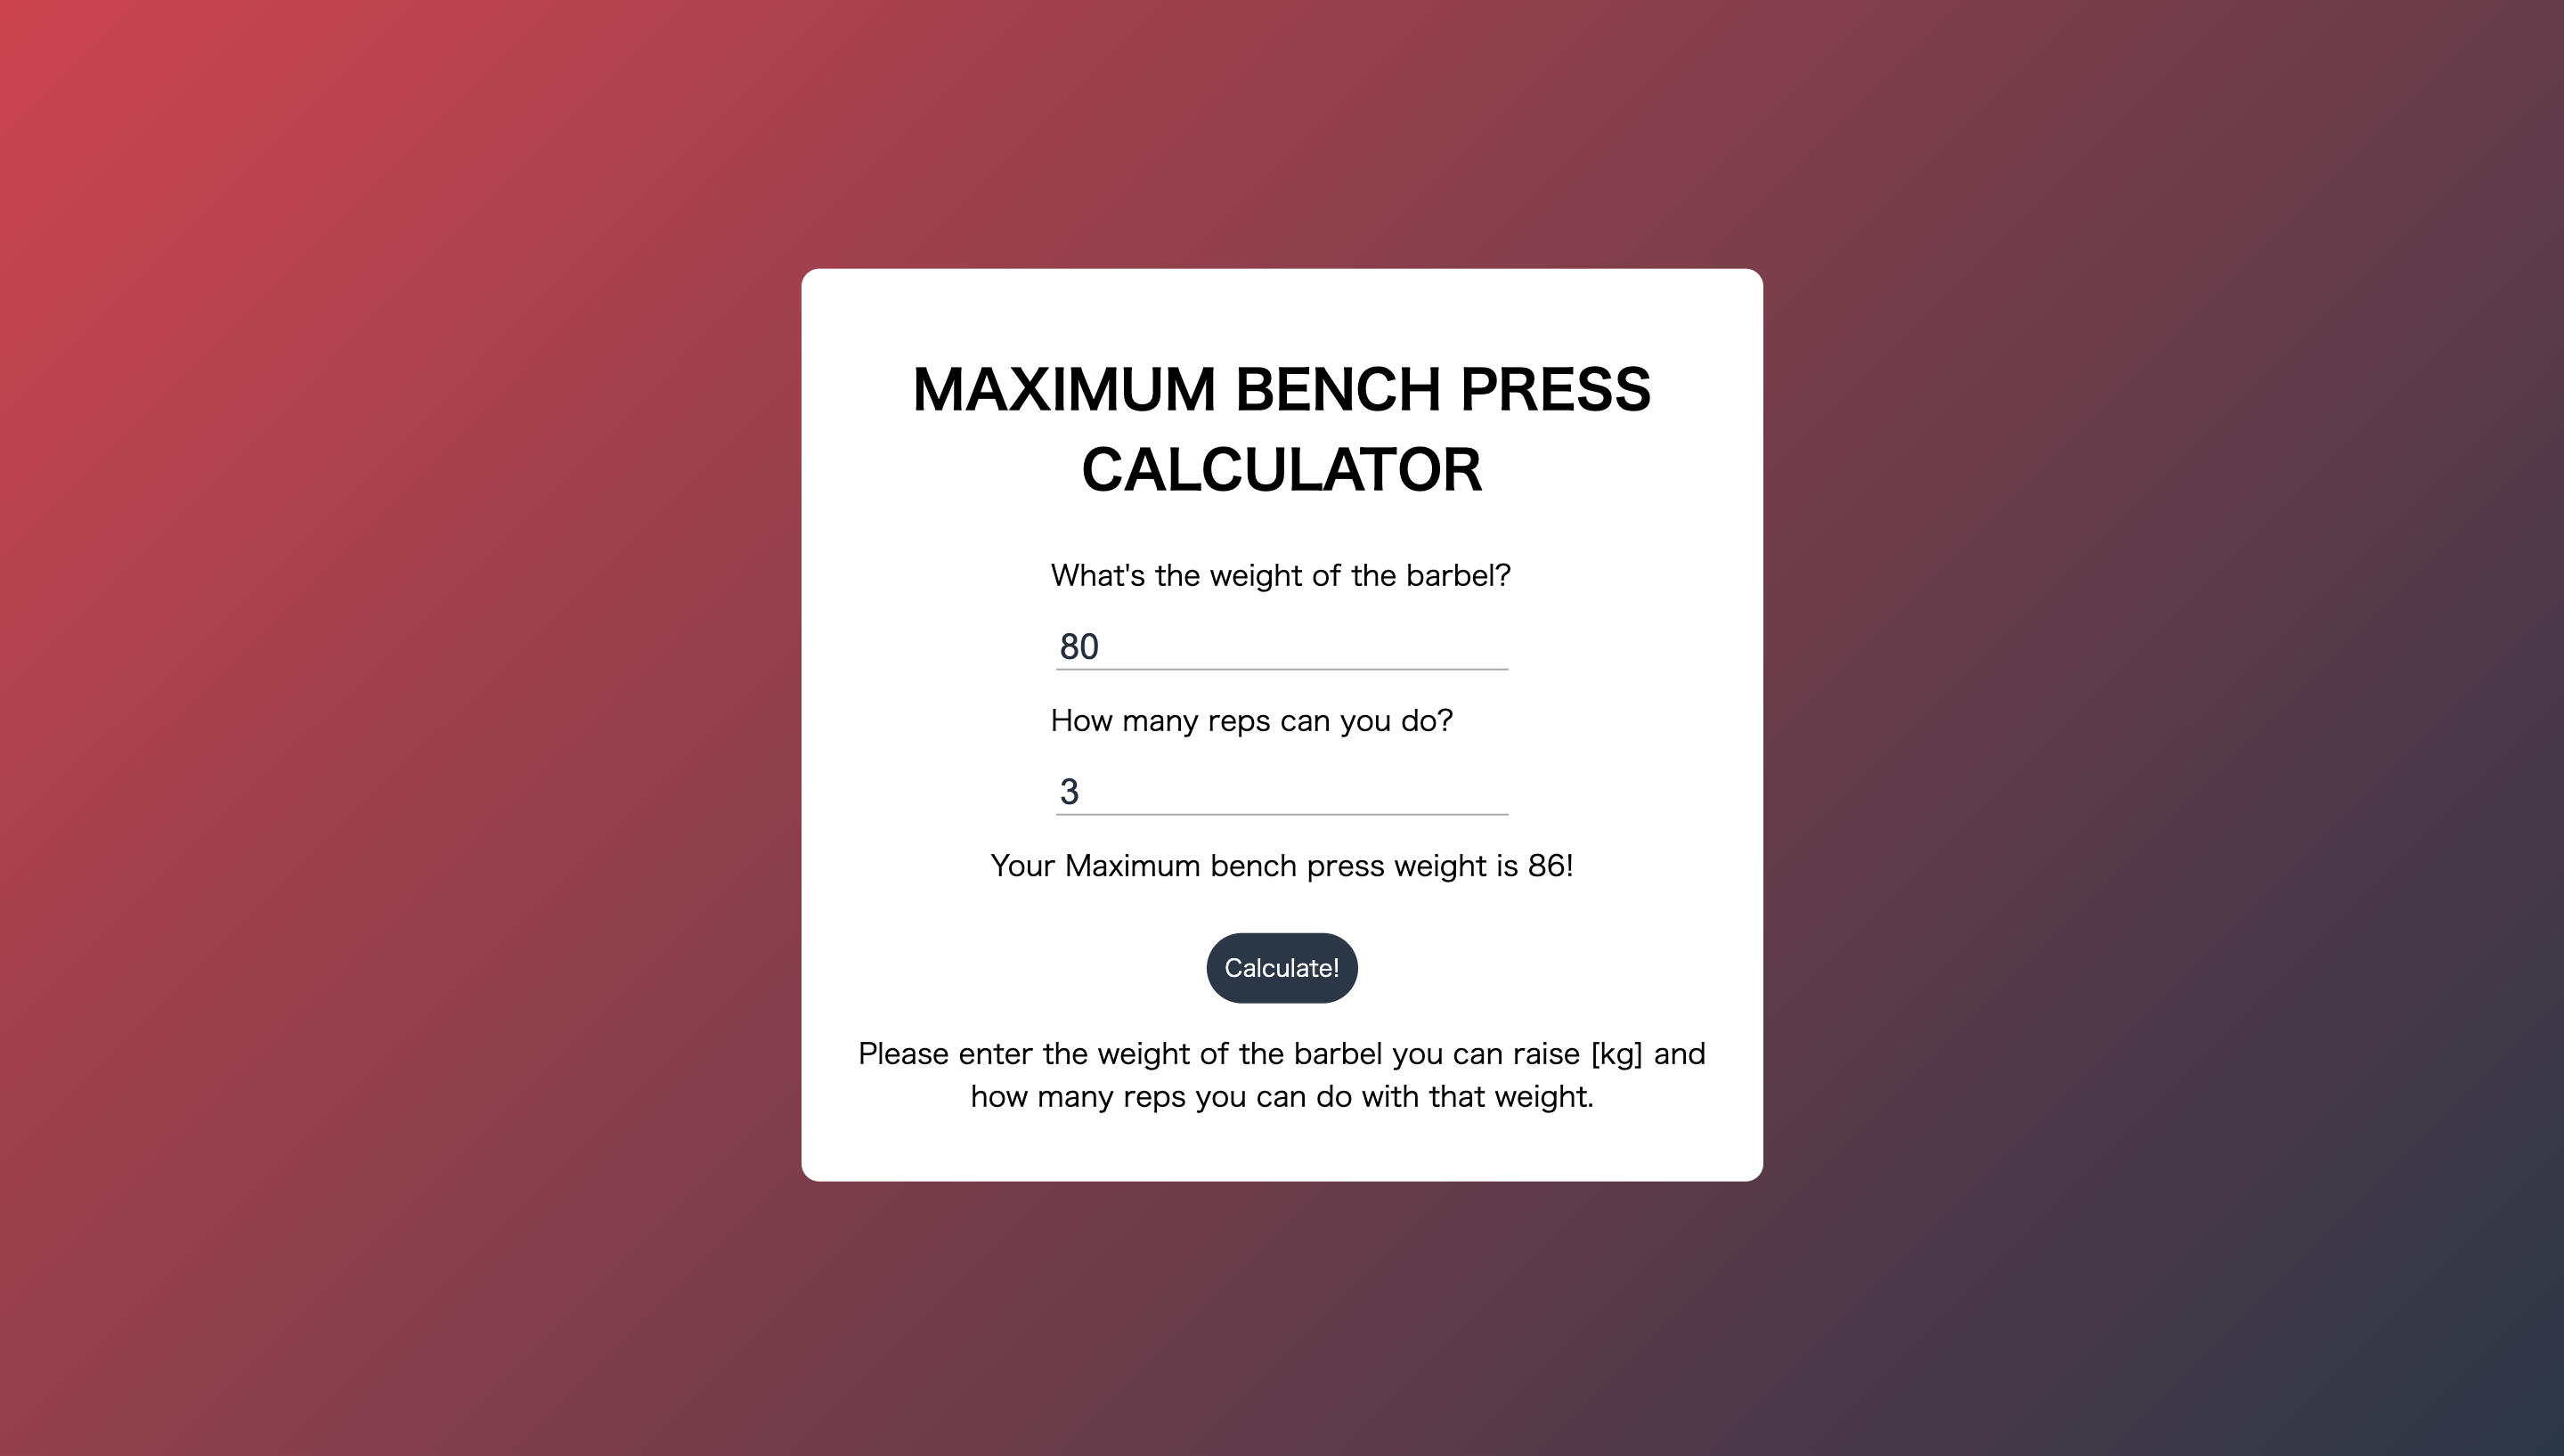 MAXIMUM BENCH PRESS
CALCULATOR
What's the weight of the barbel?
80
How many reps can you do?
3
Your Maximum bench press weight is 86!
Calculate!
Please enter the weight of the barbel you can raise [kg] and
how many reps you can do with that weight.